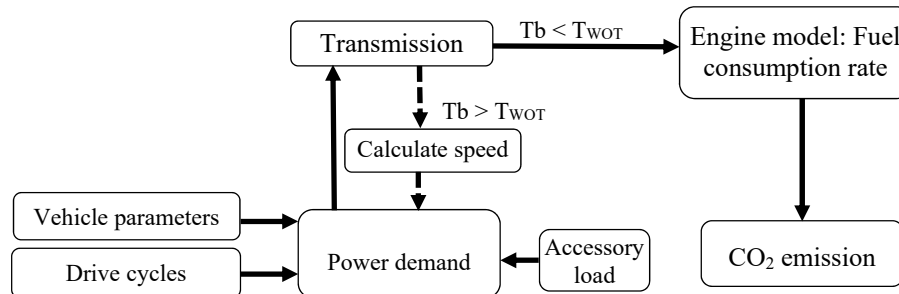 Transmission
Tb < TWOT
Engine model: Fuel
consumption rate
Tb > TWOT
Calculate speed
Vehicle parameters
Drive cycles
Power demand
Accessory
load
CO₂ emission